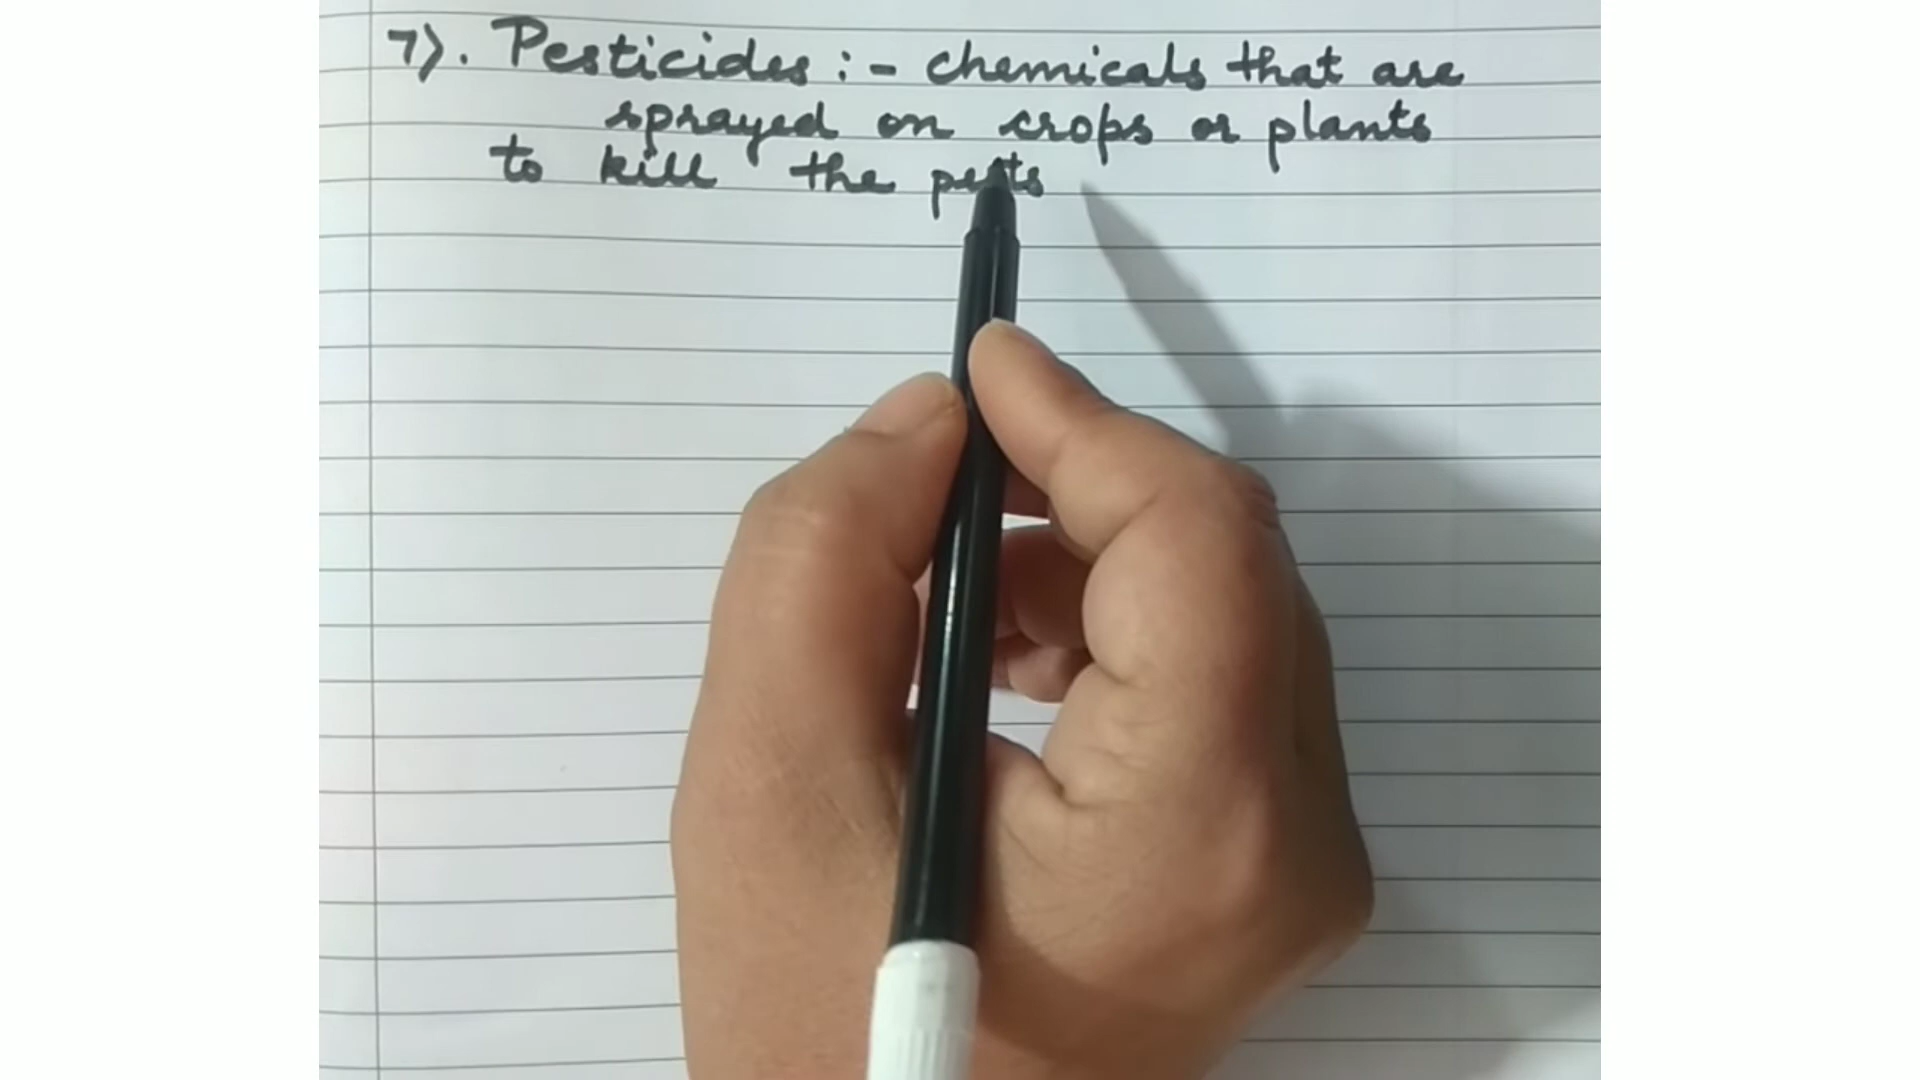 7). Pesticides :- chemicals that are
sprayed on crops or plants
to kill the pests